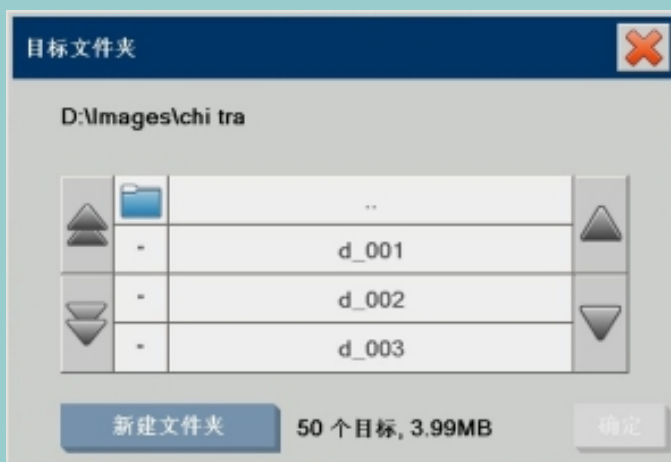 目标文件夹
D:\Images\chi tra
..
- d_001
- d_002
- d_003
新建文件夹 50 个目标, 3.99MB 确定